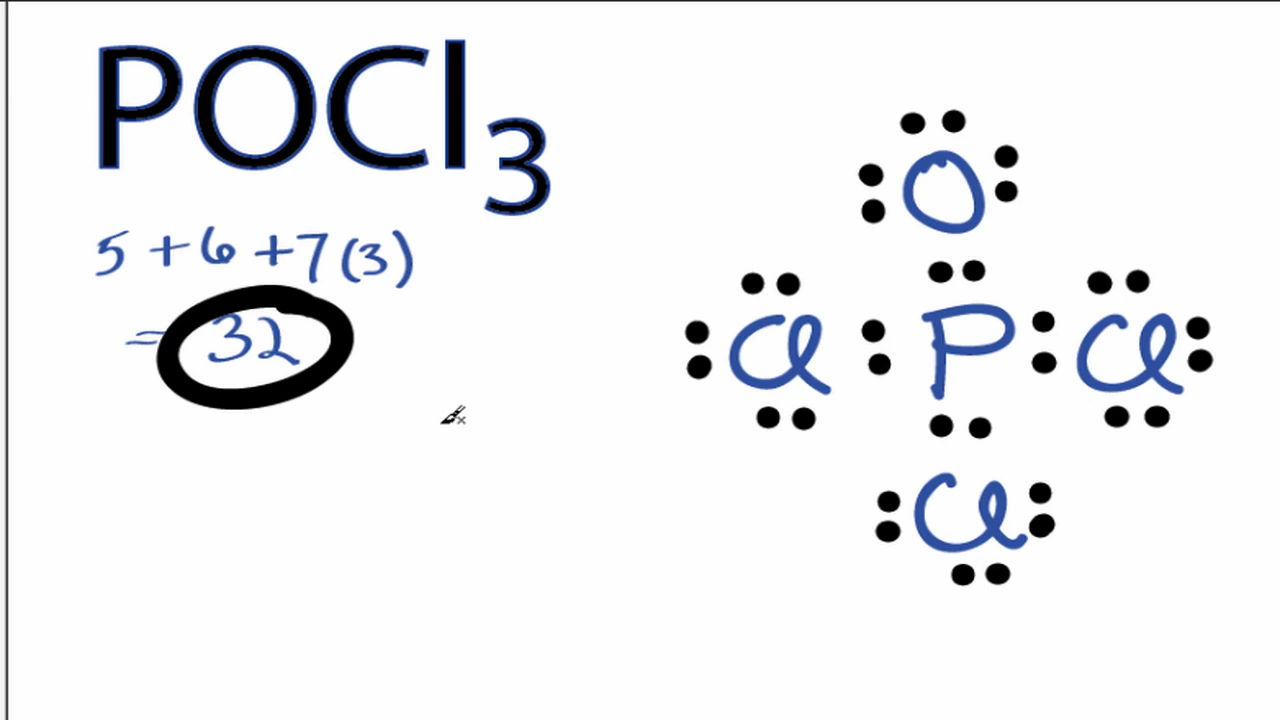 POCl₃
5 + 6 + 7(3)
= 32
O
Cl P Cl
Cl